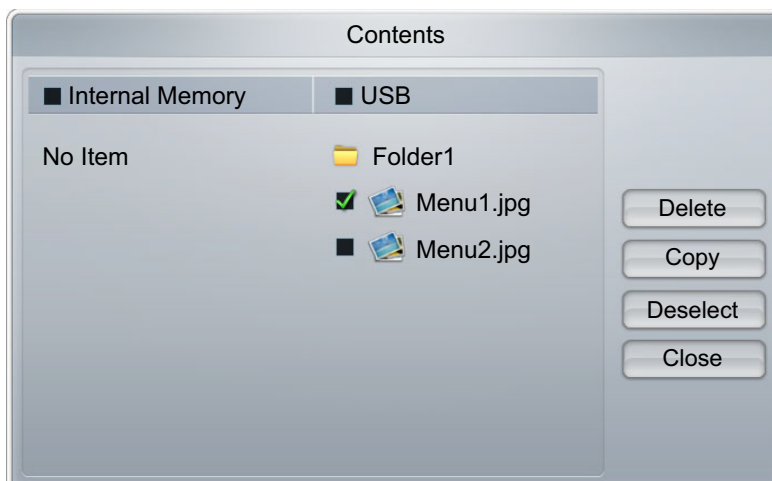 Contents
Internal Memory
USB
No Item
Folder1
Menu1.jpg
Menu2.jpg
Delete
Copy
Deselect
Close